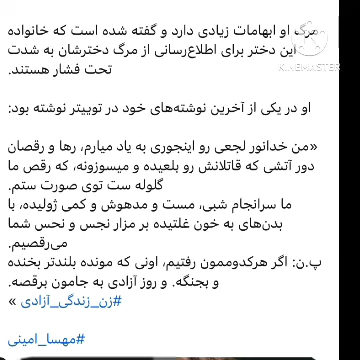 مرگ او ابهامات زیادی دارد و گفته شده است که خانواده
این دختر برای اطلاع‌رسانی از مرگ دخترشان به شدت
تحت فشار هستند.
KINEMASTER
او در یکی از آخرین نوشته‌های خود در توییتر نوشته بود:
«من خدانور لجعی رو اینجوری به یاد میارم، رها و رقصان
دور آتشی که قاتلانش رو بلعیده و میسوزونه، که رقص ما
گلوله ست توی صورت ستم.
ما سرانجام شبی، مست و مدهوش و کمی ژولیده، با
بدن‌های به خون غلتیده بر مزار نجس و نحس شما
می‌رقصیم.
پ.ن: اگر هرکدوممون رفتیم، اونی که مونده بلندتر بخنده
و بجنگه. و روز آزادی به جامون برقصه.
#زن_زندگی_آزادی »
#مهسا_امینی